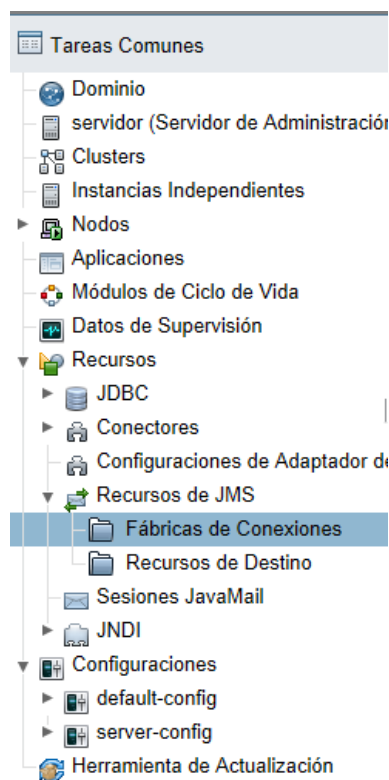 Tareas Comunes
Dominio
servidor (Servidor de Administración
Clusters
Instancias Independientes
Nodos
Aplicaciones
Módulos de Ciclo de Vida
Datos de Supervisión
Recursos
JDBC
Conectores
Configuraciones de Adaptador de
Recursos de JMS
Fábricas de Conexiones
Recursos de Destino
Sesiones JavaMail
JNDI
Configuraciones
default-config
server-config
Herramienta de Actualización